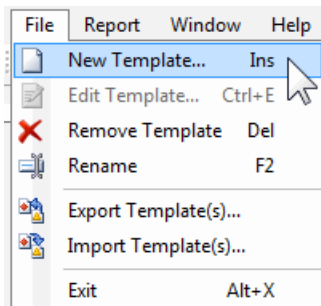 File Report Window Help
New Template... Ins
Edit Template... Ctrl+E
Remove Template Del
Rename F2
Export Template(s)...
Import Template(s)...
Exit Alt+X